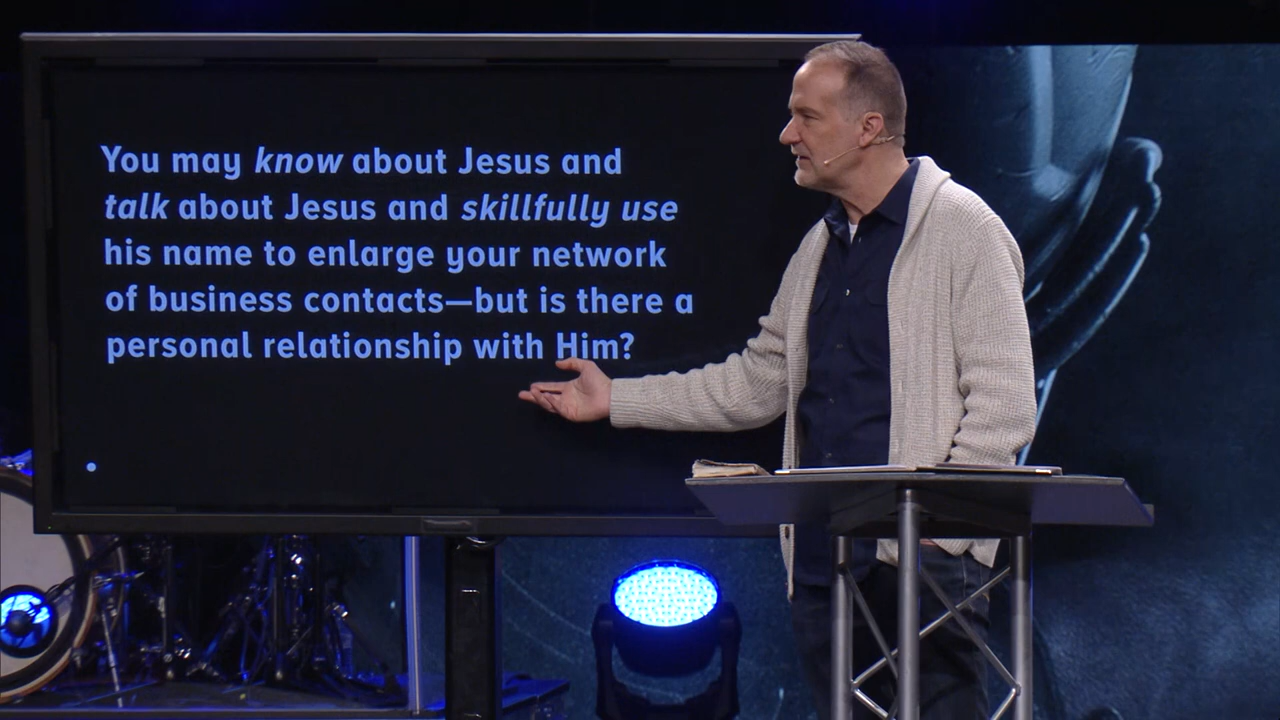 You may know about Jesus and
talk about Jesus and skillfully use
his name to enlarge your network
of business contacts—but is there a
personal relationship with Him?